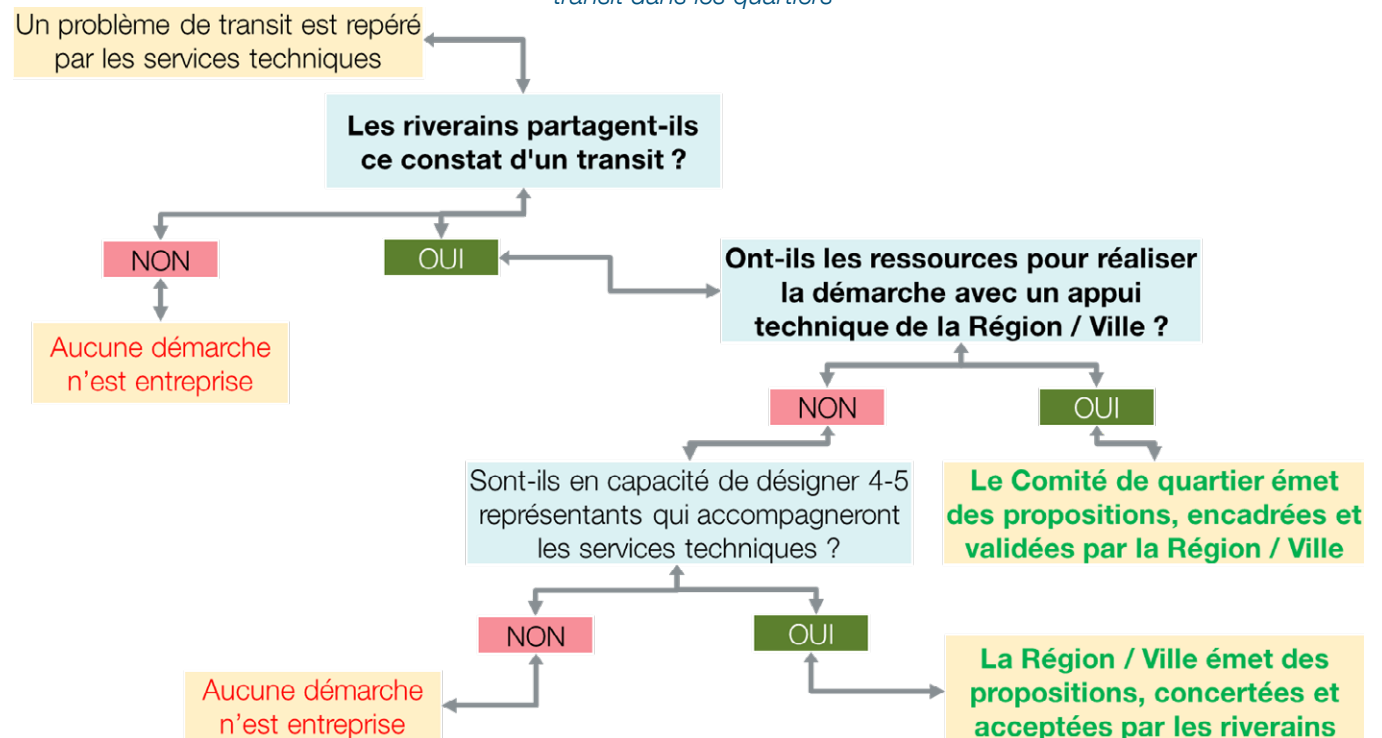 transit dans les quartiers
Un problème de transit est repéré
par les services techniques
Les riverains partagent-ils
ce constat d'un transit ?
NON
OUI
Aucune démarche
n'est entreprise
Ont-ils les ressources pour réaliser
la démarche avec un appui
technique de la Région / Ville ?
NON
OUI
Sont-ils en capacité de désigner 4-5
représentants qui accompagneront
les services techniques ?
Le Comité de quartier émet
des propositions, encadrées et
validées par la Région / Ville
NON
OUI
Aucune démarche
n'est entreprise
La Région / Ville émet des
propositions, concertées et
acceptées par les riverains